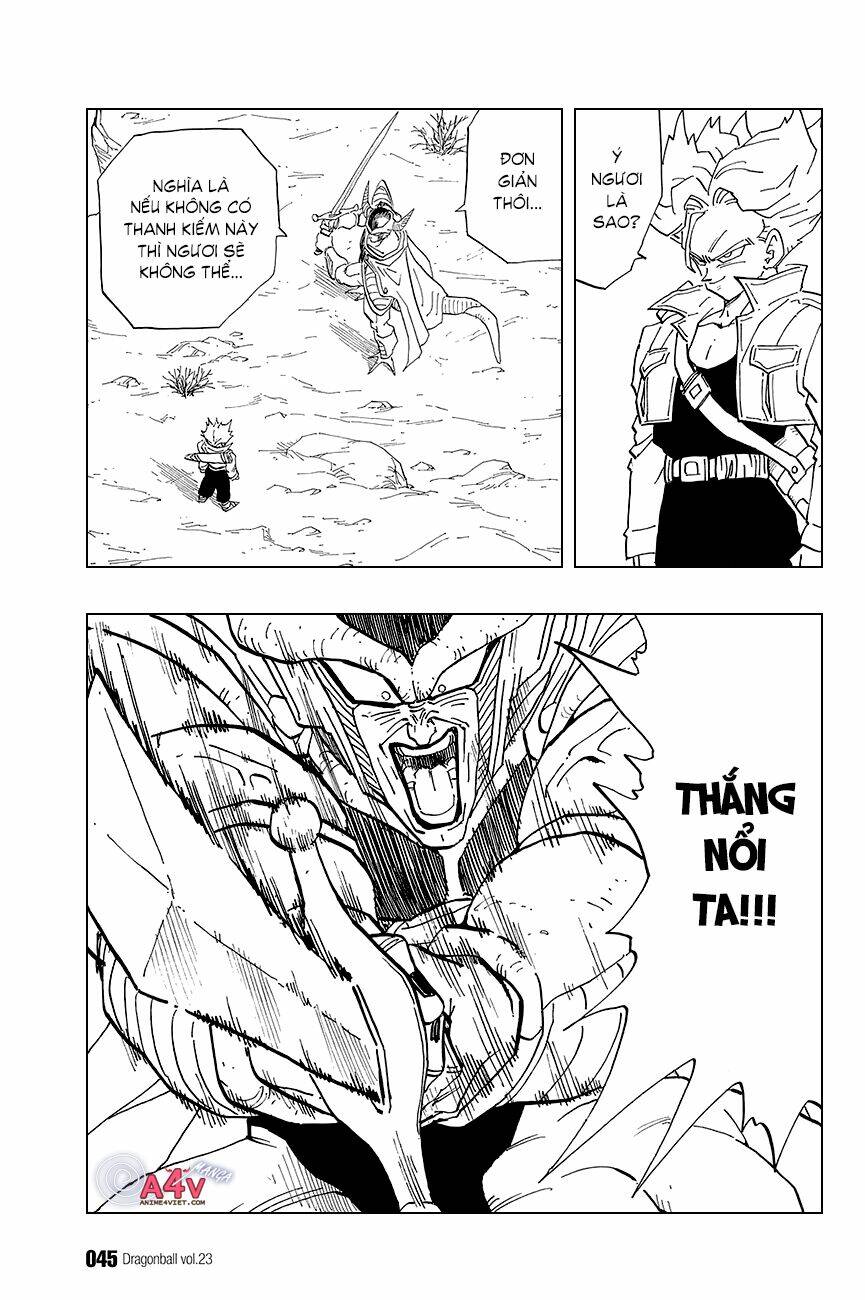 Ý
NGƯƠI
LÀ
SAO?
ĐƠN
GIẢN
THÔI...
NGHĨA LÀ
NẾU KHÔNG CÓ
THANH KIẾM NÀY
THÌ NGƯƠI SẼ
KHÔNG THỂ...
THẮNG
NỔI
TA!!!
A4V
MANGA
ANIME4VIET.COM
045 Dragonball vol.23